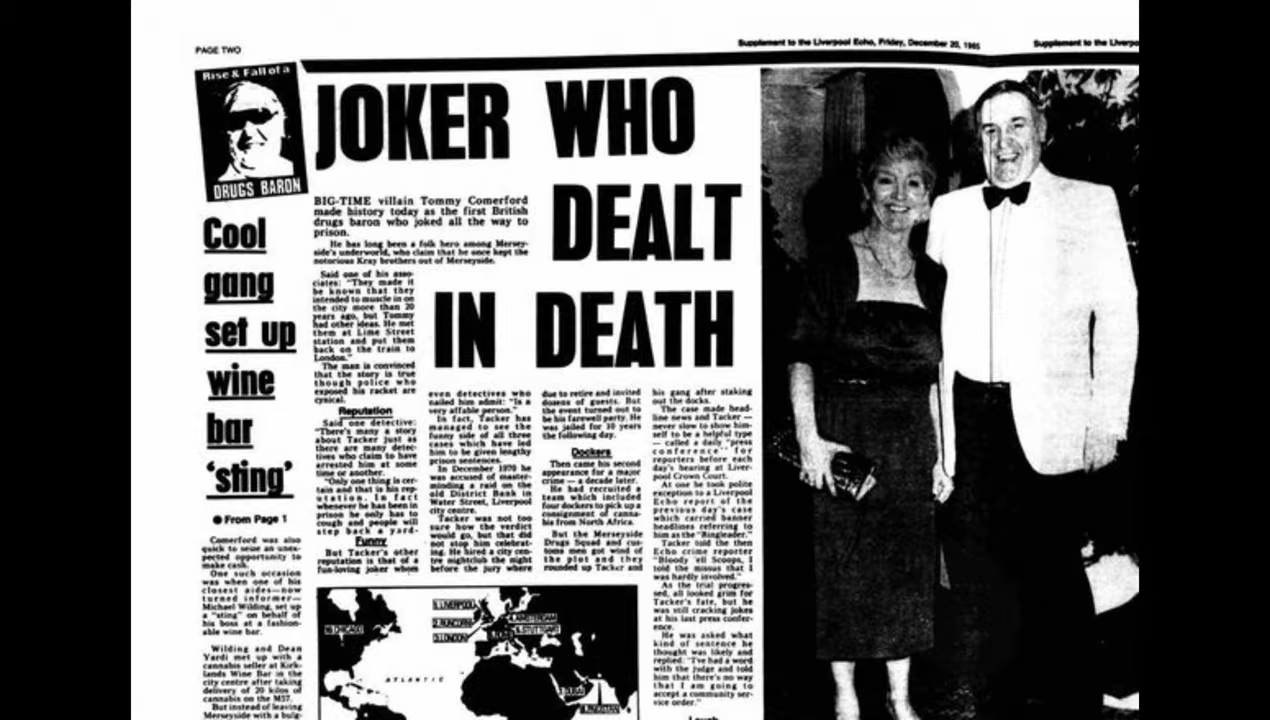 PAGE TWO
Supplement to the Liverpool Echo, Friday, December 20, 1985
Supplement to the Liverpo
Rise & Fall of a
DRUGS BARON
JOKER WHO
DEALT
IN DEATH
Cool
gang
set up
wine
bar
‘sting’
● From Page 1
Comerford was also
quick to seize an unex-
pected opportunity to
make cash.
One such occasion
was when one of his
closest aides—now
turned informer—
Michael Wilding, set up
a "sting" on behalf of
his boss at a fashion-
able wine bar.
Wilding and Dean
Yardi met up with a
cannabis seller at Kirk-
lands Wine Bar in the
city centre after taking
delivery of 20 kilos of
cannabis on the M57.
But instead of leaving
Merseyside with a bulg-
BIG-TIME villain Tommy Comerford
made history today as the first British
drugs baron who joked all the way to
prison.
He has long been a folk hero among Mersey-
side's underworld, who claim that he once kept the
notorious Kray brothers out of Merseyside.
Said one of his asso-
ciates: "They made it
be known that they
intended to muscle in on
the city more than 20
years ago, but Tommy
had other ideas. He met
them at Lime Street
station and put them
back on the train to
London."
The man is convinced
that the story is true
though police who
exposed his racket are
cynical.
Reputation
Said one detective:
"There's many a story
about Tacker just as
there are many detec-
tives who claim to have
arrested him at some
time or another.
"Only one thing is cer-
tain and that is his rep-
utation. In fact
whenever he has been in
prison he only has to
cough and people will
step back a yard."
Funny
But Tacker's other
reputation is that of a
fun-loving joker whom
even detectives who
nailed him admit: "Is a
very affable person."
In fact, Tacker has
managed to see the
funny side of all three
cases which have led
him to be given lengthy
prison sentences.
In December 1970 he
was accused of master-
minding a raid on the
old District Bank in
Water Street, Liverpool
city centre.
Tacker was not too
sure how the verdict
would go, but that did
not stop him celebrat-
ing. He hired a city cen-
tre nightclub the night
before the jury where
due to retire and invited
dozens of guests. But
the event turned out to
be his farewell party. He
was jailed for 10 years
the following day.
Dockers
Then came his second
appearance for a major
crime — a decade later.
He had recruited a
team which included
four dockers to pick up a
consignment of canna-
bis from North Africa.
But the Merseyside
Drugs Squad and cus-
toms men got wind of
the plot and they
rounded up Tacker and
his gang after staking
out the docks.
The case made head-
line news and Tacker —
never slow to show him-
self to be a helpful type
— called a daily "press
conference" for
reporters before each
day's hearing at Liver-
pool Crown Court.
At one he took polite
exception to a Liverpool
Echo report of the
previous day's case
which carried banner
headlines referring to
him as the "Ringleader."
Tacker told the then
Echo crime reporter
"Bloody 'ell Scoops, I
told the missus that I
was hardly involved."
As the trial progres-
sed, all looked grim for
Tacker's fate, but he
was still cracking jokes
at his last press confer-
ence.
He was asked what
kind of sentence he
thought was likely and
replied: "I've had a word
with the judge and told
him that there's no way
that I am going to
accept a community ser-
vice order."
1. LIVERPOOL
2. RUNCORN
3. LONDON
AMSTERDAM
STUTTGART
CHICAGO
ATLANTIC
DUBAI